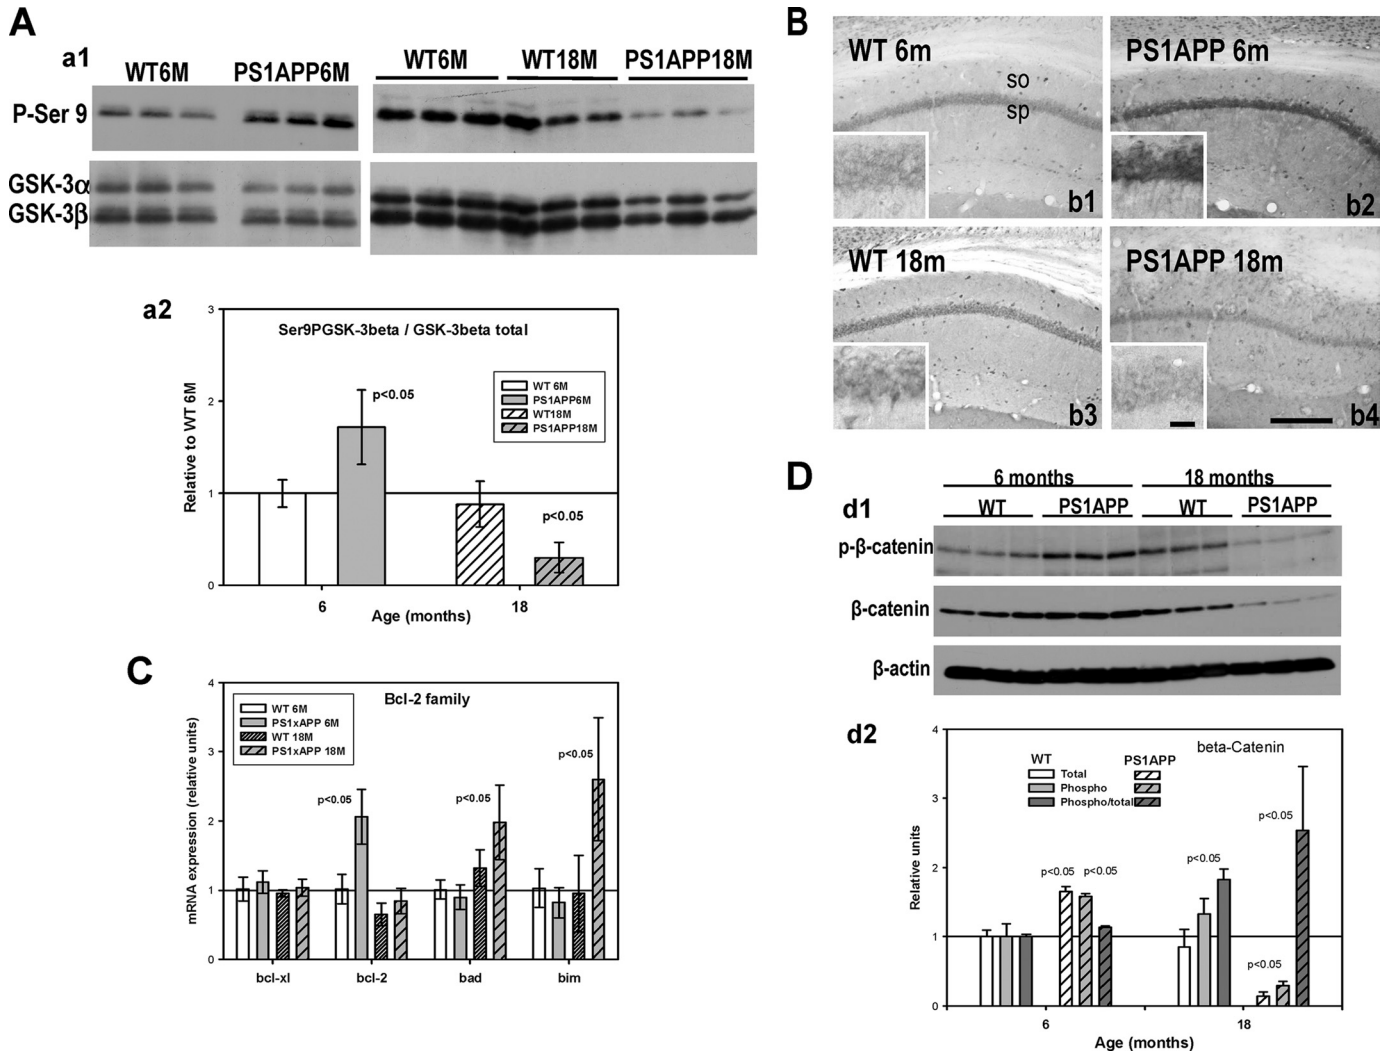 A
a1
WT6M
PS1APP6M
WT6M
WT18M
PS1APP18M
P-Ser 9
GSK-3α
GSK-3β
a2
Ser9PGSK-3beta / GSK-3beta total
Relative to WT 6M
3
2
1
0
p<0.05
WT 6M
PS1APP6M
WT18M
PS1APP18M
p<0.05
6
18
Age (months)
B
WT 6m
so
sp
b1
PS1APP 6m
b2
WT 18m
b3
PS1APP 18m
b4
C
Bcl-2 family
mRNA expression (relative units)
4
3
2
1
0
WT 6M
PS1xAPP 6M
WT 18M
PS1xAPP 18M
p<0.05
p<0.05
p<0.05
bcl-xl
bcl-2
bad
bim
D
6 months
18 months
d1
WT
PS1APP
WT
PS1APP
p-β-catenin
β-catenin
β-actin
d2
beta-Catenin
WT
PS1APP
Total
Phospho
Phospho/total
Relative units
4
3
2
1
0
p<0.05
p<0.05
p<0.05
p<0.05
p<0.05
6
18
Age (months)